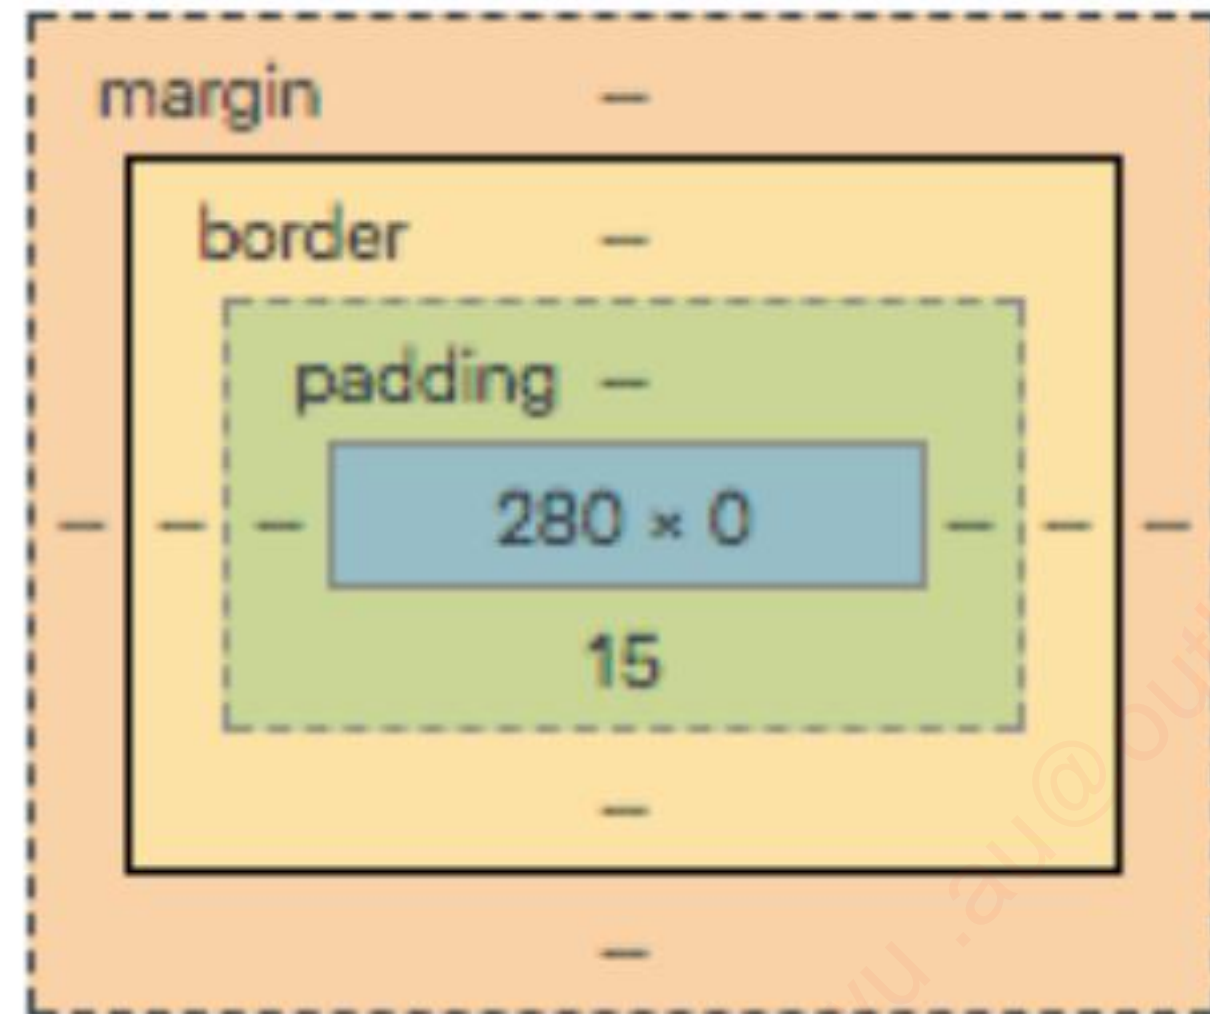 margin –
border –
padding –
– – – 280 × 0 – – –
15
–
–